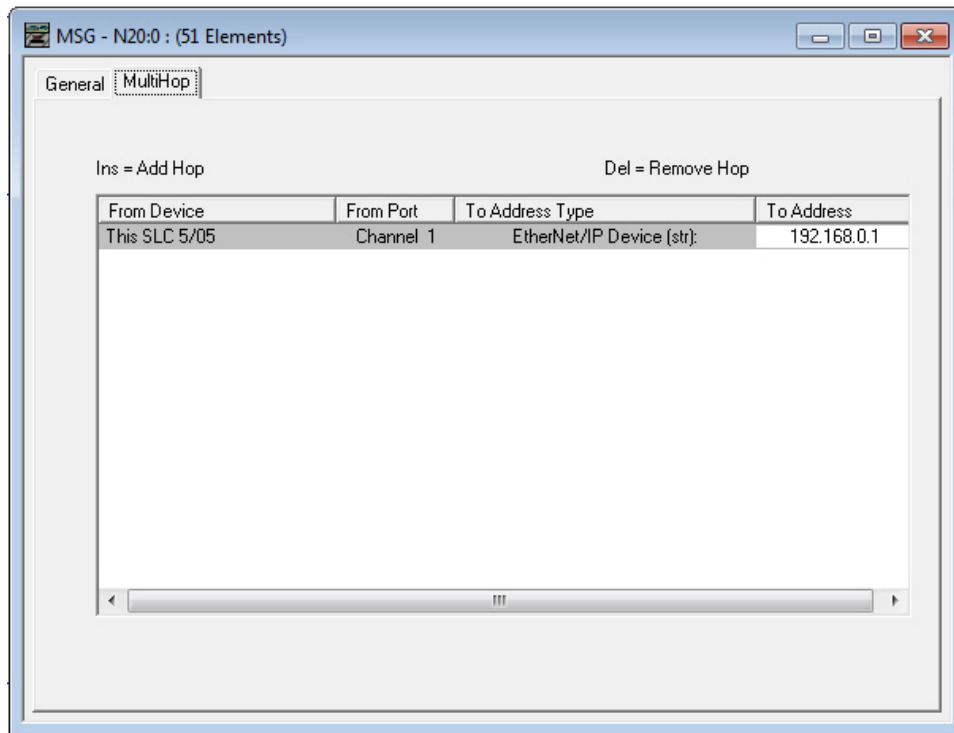 MSG - N20:0 : (51 Elements)
General MultiHop
Ins = Add Hop Del = Remove Hop
From Device From Port To Address Type To Address
This SLC 5/05 Channel 1 EtherNet/IP Device (str): 192.168.0.1